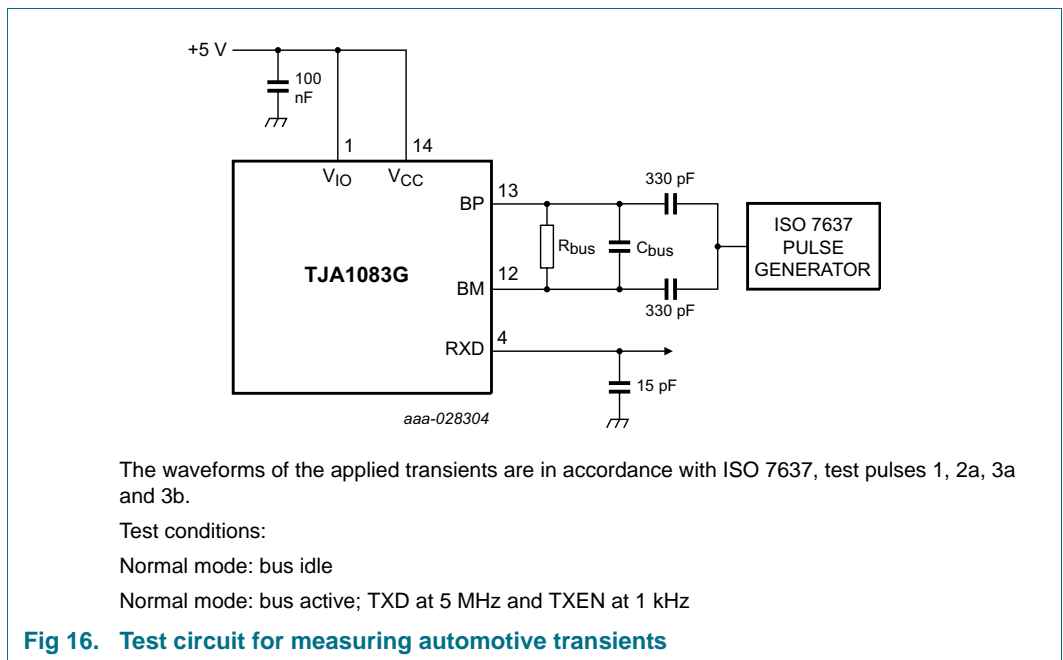 +5 V
100
nF
1
14
VIO
VCC
BP
13
330 pF
Rbus
Cbus
ISO 7637
PULSE
GENERATOR
TJA1083G
BM
12
330 pF
RXD
4
15 pF
aaa-028304
The waveforms of the applied transients are in accordance with ISO 7637, test pulses 1, 2a, 3a
and 3b.
Test conditions:
Normal mode: bus idle
Normal mode: bus active; TXD at 5 MHz and TXEN at 1 kHz
Fig 16. Test circuit for measuring automotive transients